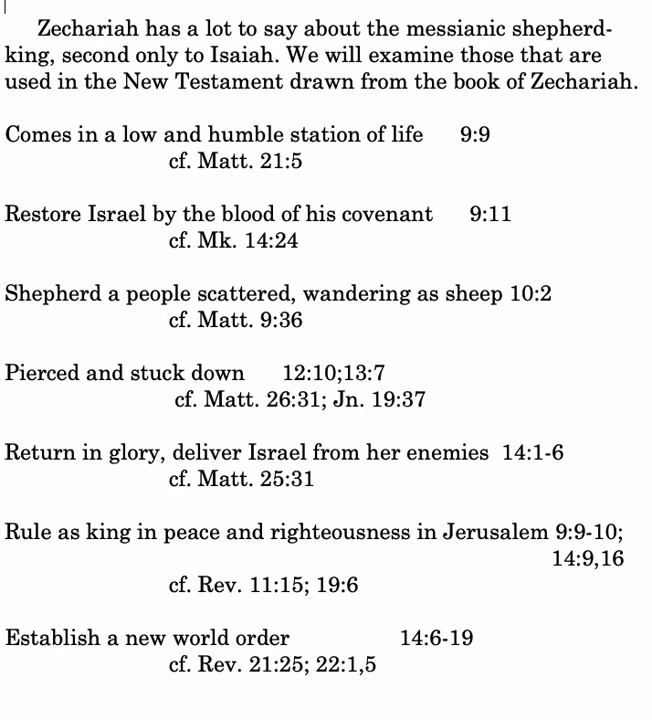 Zechariah has a lot to say about the messianic shepherd-
king, second only to Isaiah. We will examine those that are
used in the New Testament drawn from the book of Zechariah.
Comes in a low and humble station of life 9:9
cf. Matt. 21:5
Restore Israel by the blood of his covenant 9:11
cf. Mk. 14:24
Shepherd a people scattered, wandering as sheep 10:2
cf. Matt. 9:36
Pierced and stuck down 12:10;13:7
cf. Matt. 26:31; Jn. 19:37
Return in glory, deliver Israel from her enemies 14:1-6
cf. Matt. 25:31
Rule as king in peace and righteousness in Jerusalem 9:9-10;
14:9,16
cf. Rev. 11:15; 19:6
Establish a new world order 14:6-19
cf. Rev. 21:25; 22:1,5